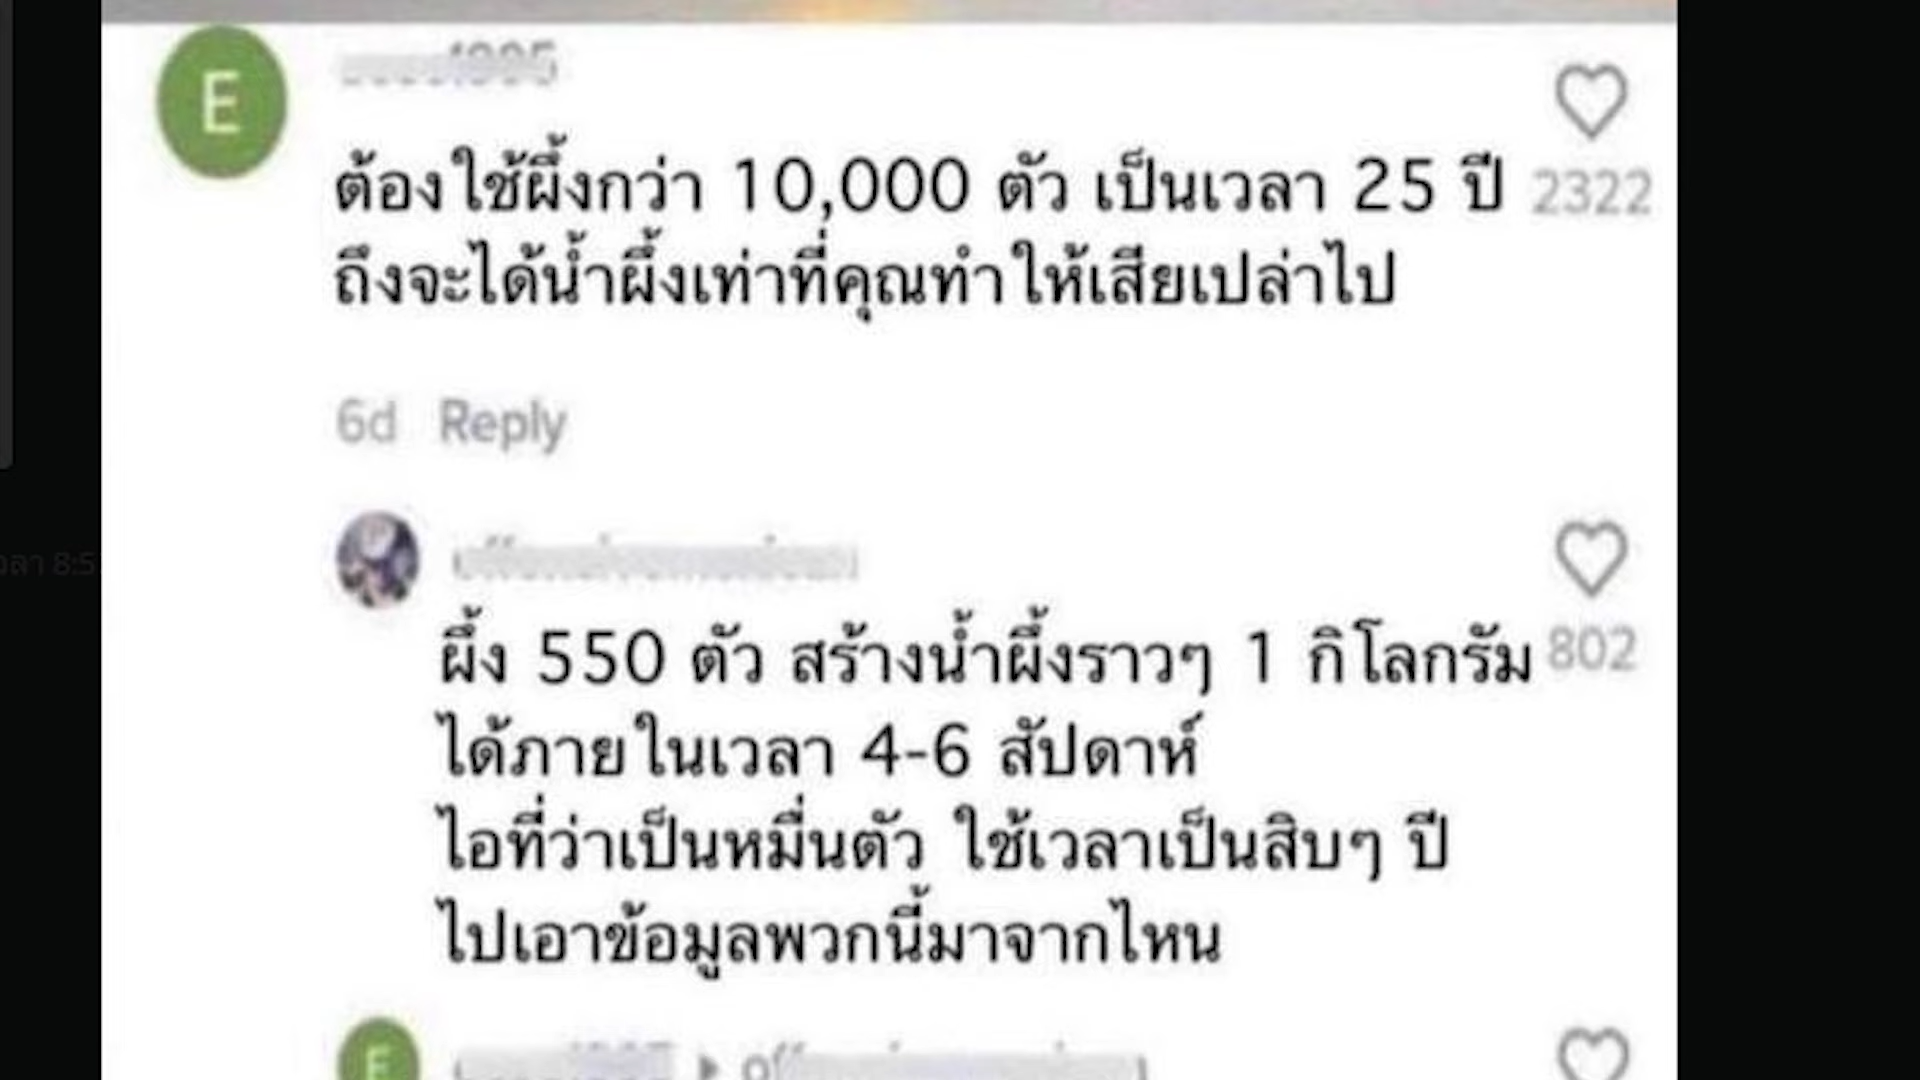 E
ต้องใช้ผึ้งกว่า 10,000 ตัว เป็นเวลา 25 ปี
2322
ถึงจะได้น้ำผึ้งเท่าที่คุณทำให้เสียเปล่าไป
6d Reply
ผึ้ง 550 ตัว สร้างน้ำผึ้งราวๆ 1 กิโลกรัม
802
ได้ภายในเวลา 4-6 สัปดาห์
ไอที่ว่าเป็นหมื่นตัว ใช้เวลาเป็นสิบๆ ปี
ไปเอาข้อมูลพวกนี้มาจากไหน
E